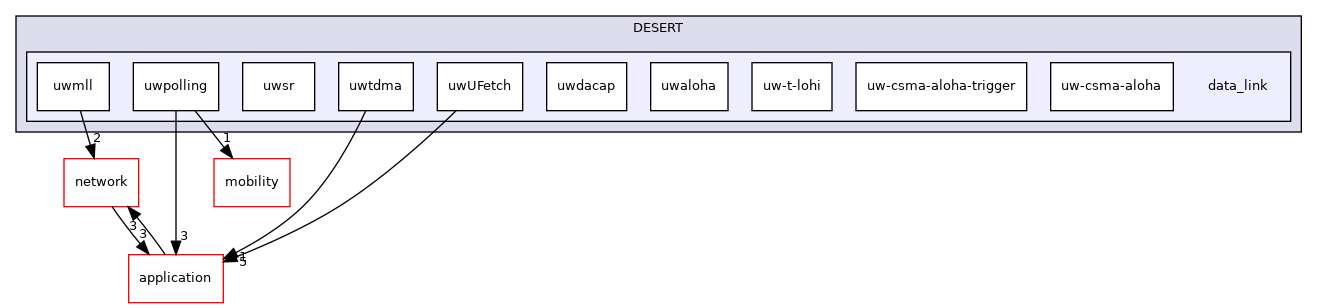 DESERT
uwmll
uwpolling
uwsr
uwtdma
uwUFetch
uwdacap
uwaloha
uw-t-lohi
uw-csma-aloha-trigger
uw-csma-aloha
data_link
2
1
network
mobility
3
3
3
1
5
application